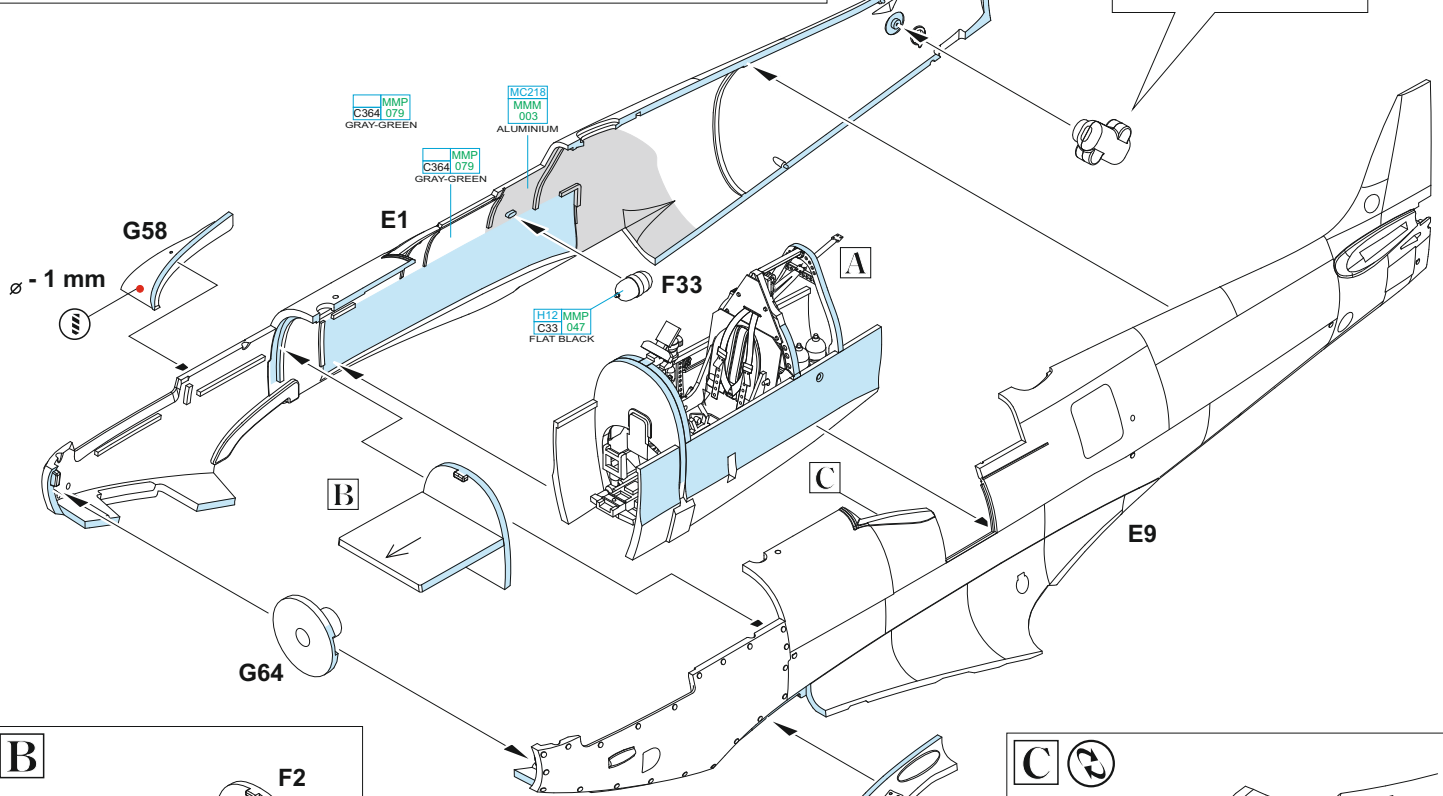 MMP
C364 079
GRAY-GREEN
MC218
MMM
003
ALUMINIUM
MMP
C364 079
GRAY-GREEN
E1
G58
⌀ - 1 mm
F33
H12 MMP
C33 047
FLAT BLACK
A
B
C
E9
G64
B
F2
C